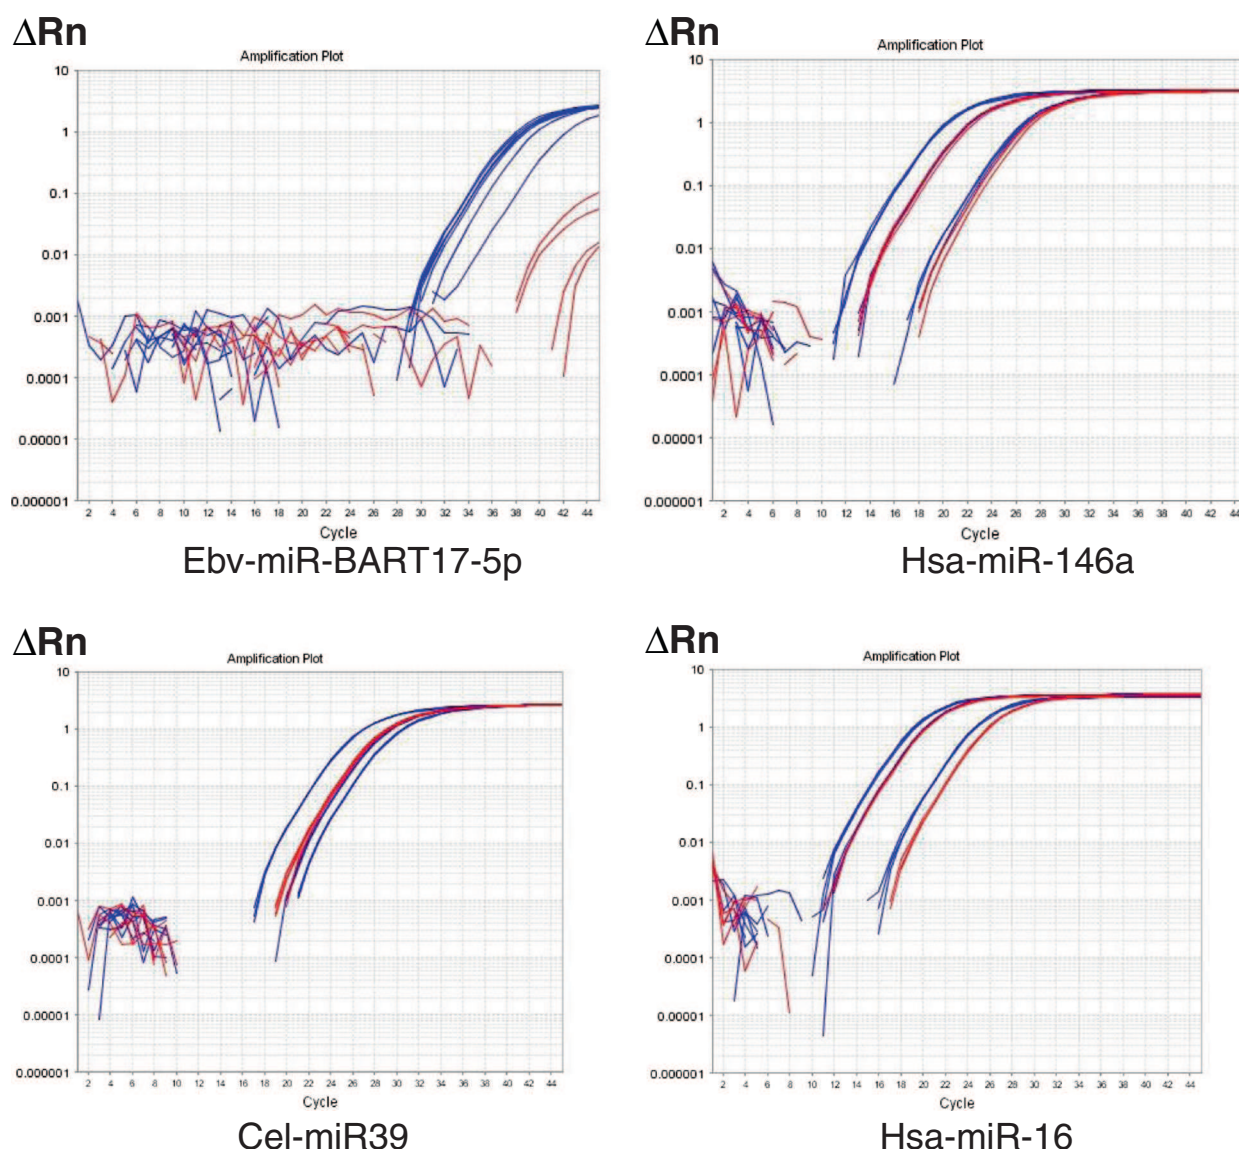 ΔRn
Amplification Plot
10
1
0.1
0.01
0.001
0.0001
0.00001
0.000001
2 4 6 8 10 12 14 16 18 20 22 24 26 28 30 32 34 36 38 40 42 44
Cycle
Ebv-miR-BART17-5p
ΔRn
Amplification Plot
10
1
0.1
0.01
0.001
0.0001
0.00001
0.000001
2 4 6 8 10 12 14 16 18 20 22 24 26 28 30 32 34 36 38 40 42 44
Cycle
Hsa-miR-146a
ΔRn
Amplification Plot
10
1
0.1
0.01
0.001
0.0001
0.00001
0.000001
2 4 6 8 10 12 14 16 18 20 22 24 26 28 30 32 34 36 38 40 42 44
Cycle
Cel-miR39
ΔRn
Amplification Plot
10
1
0.1
0.01
0.001
0.0001
0.00001
0.000001
2 4 6 8 10 12 14 16 18 20 22 24 26 28 30 32 34 36 38 40 42 44
Cycle
Hsa-miR-16